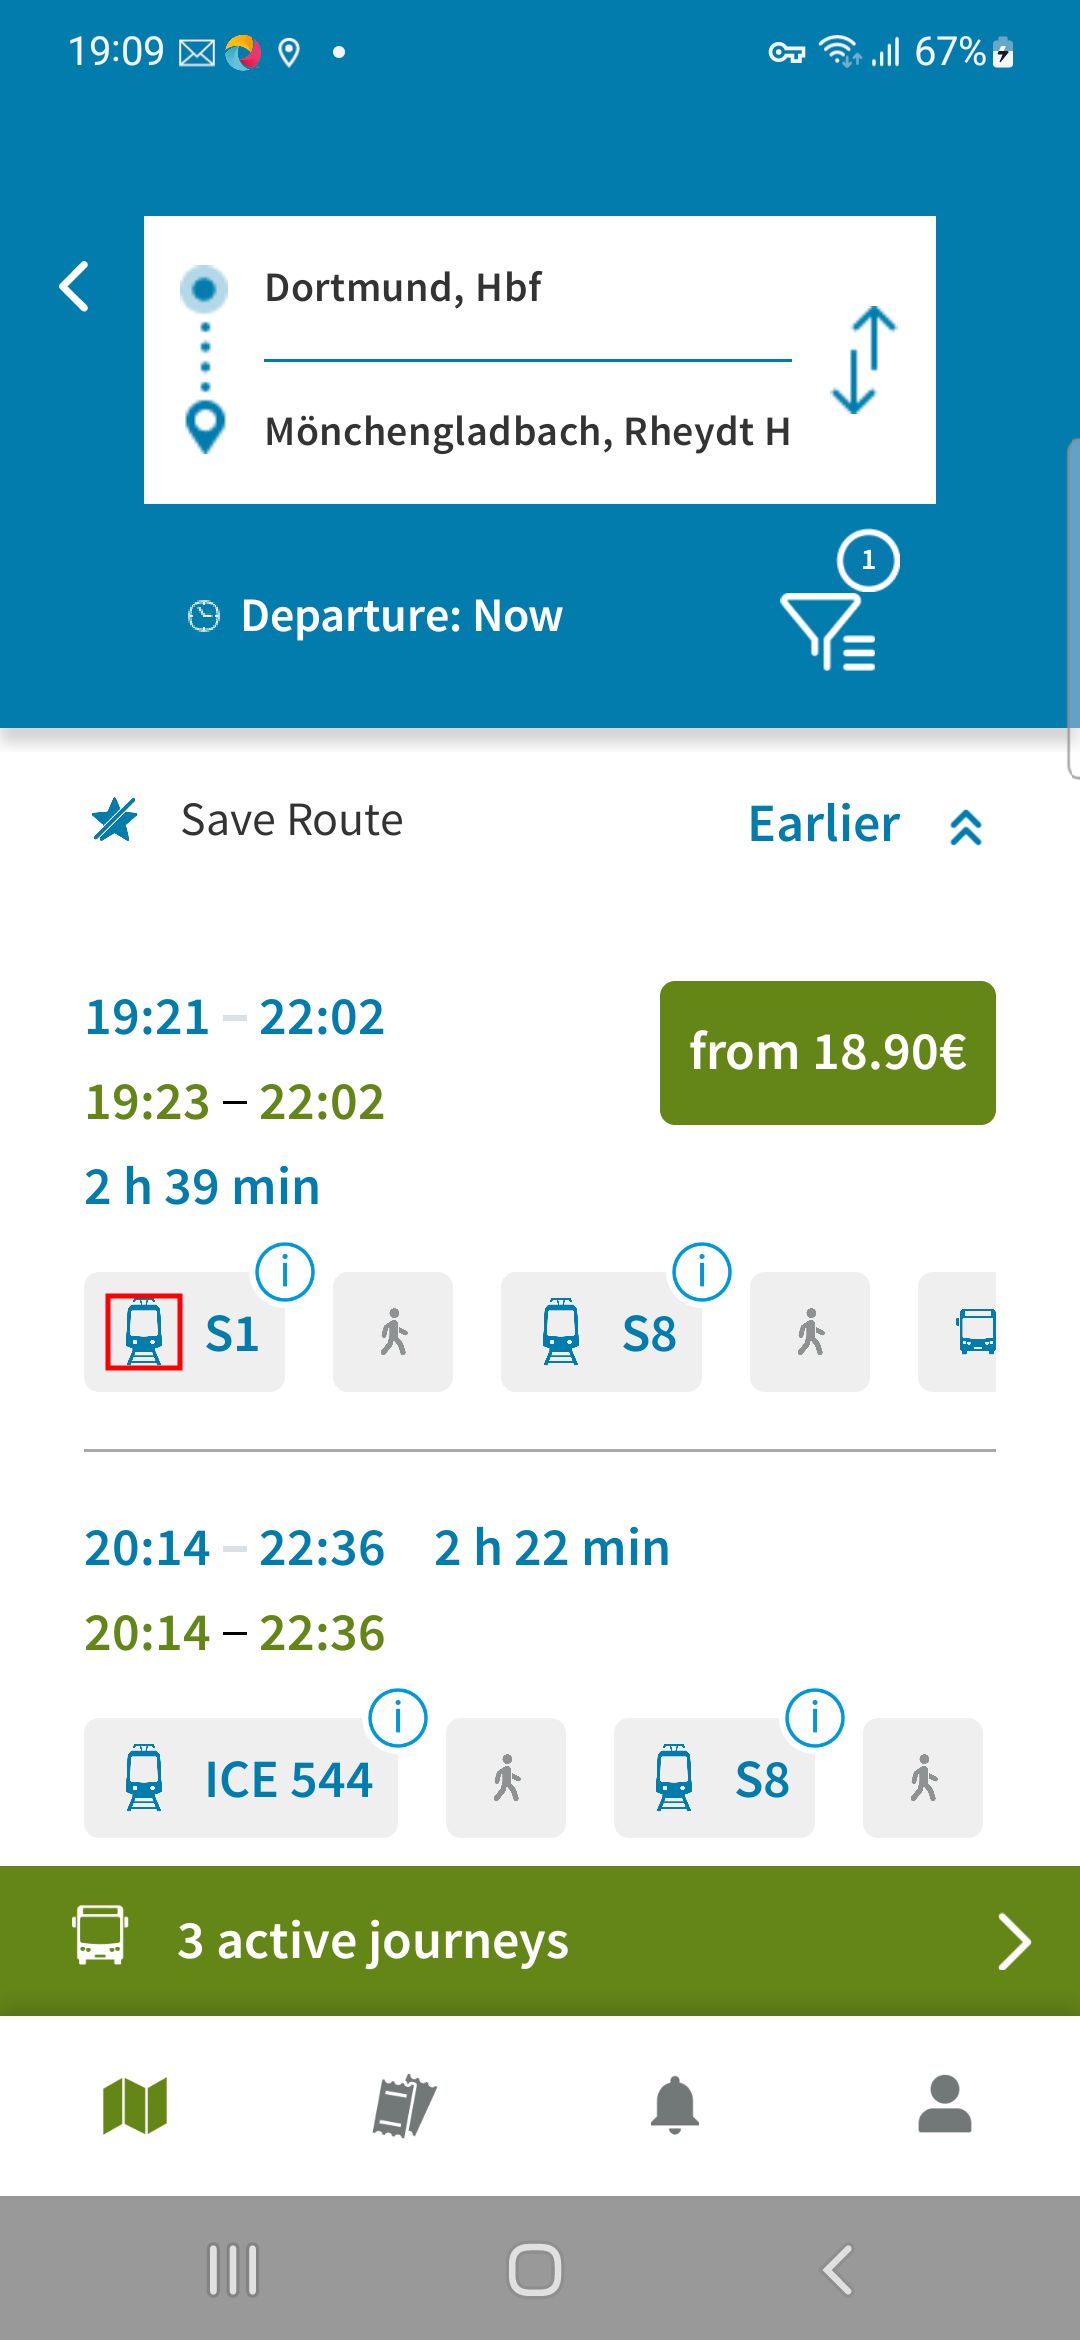 19:09 67%
Dortmund, Hbf
Mönchengladbach, Rheydt H
1
Departure: Now
Save Route Earlier
19:21 – 22:02
from 18.90€
19:23 – 22:02
2 h 39 min
S1 i S8 i
20:14 – 22:36 2 h 22 min
20:14 – 22:36
ICE 544 i S8 i
3 active journeys